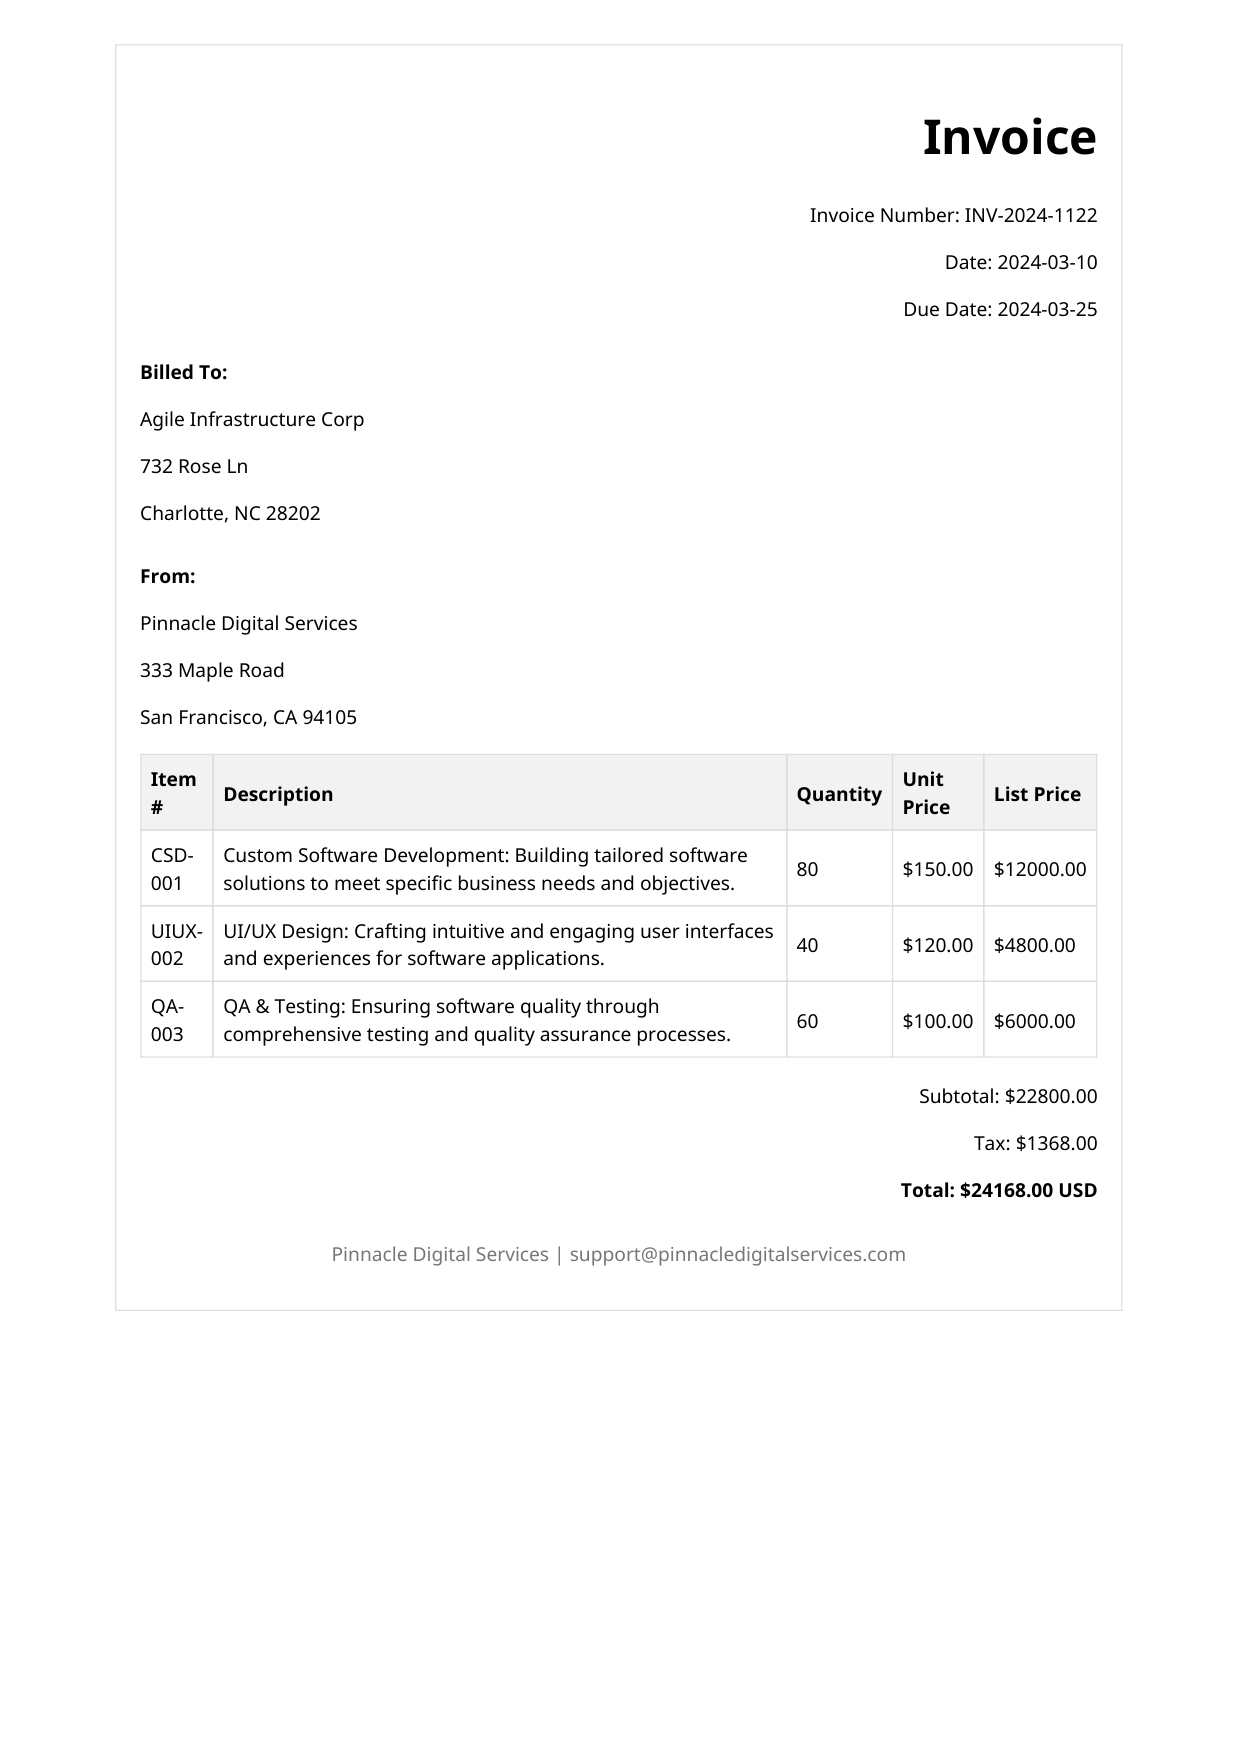 Invoice
Invoice Number: INV-2024-1122
Date: 2024-03-10
Due Date: 2024-03-25
Billed To:
Agile Infrastructure Corp
732 Rose Ln
Charlotte, NC 28202
From:
Pinnacle Digital Services
333 Maple Road
San Francisco, CA 94105
Item
#
Description
Quantity
Unit
Price
List Price
CSD-
001
Custom Software Development: Building tailored software
solutions to meet specific business needs and objectives.
80
$150.00
$12000.00
UIUX-
002
UI/UX Design: Crafting intuitive and engaging user interfaces
and experiences for software applications.
40
$120.00
$4800.00
QA-
003
QA & Testing: Ensuring software quality through
comprehensive testing and quality assurance processes.
60
$100.00
$6000.00
Subtotal: $22800.00
Tax: $1368.00
Total: $24168.00 USD
Pinnacle Digital Services | support@pinnacledigitalservices.com